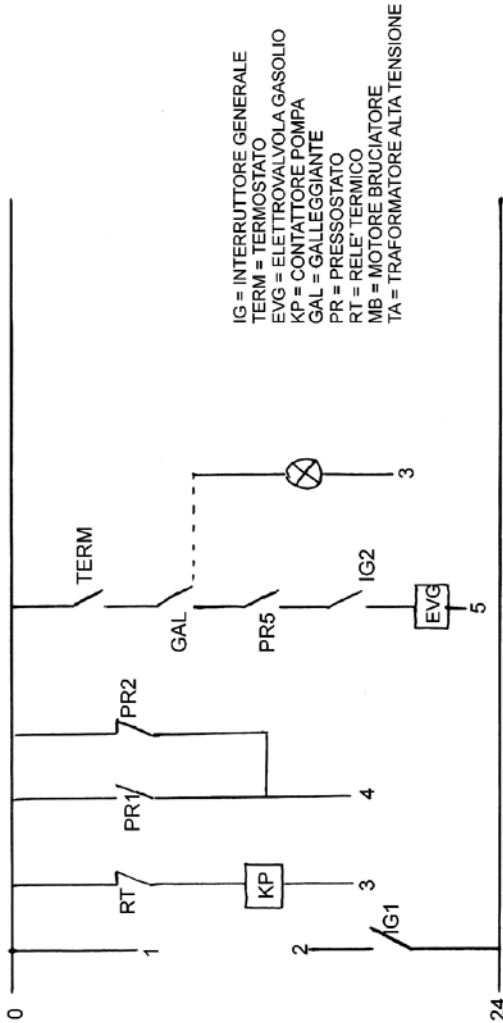 0
TERM
RT
PR1
PR2
GAL
PR5
IG2
KP
1
2
3
4
3
IG1
EVG
5
24
IG = INTERRUTTORE GENERALE
TERM = TERMOSTATO
EVG = ELETTROVALVOLA GASOLIO
KP = CONTATTORE POMPA
GAL = GALLEGGIANTE
PR = PRESSOSTATO
RT = RELE' TERMICO
MB = MOTORE BRUCIATORE
TA = TRAFORMATORE ALTA TENSIONE